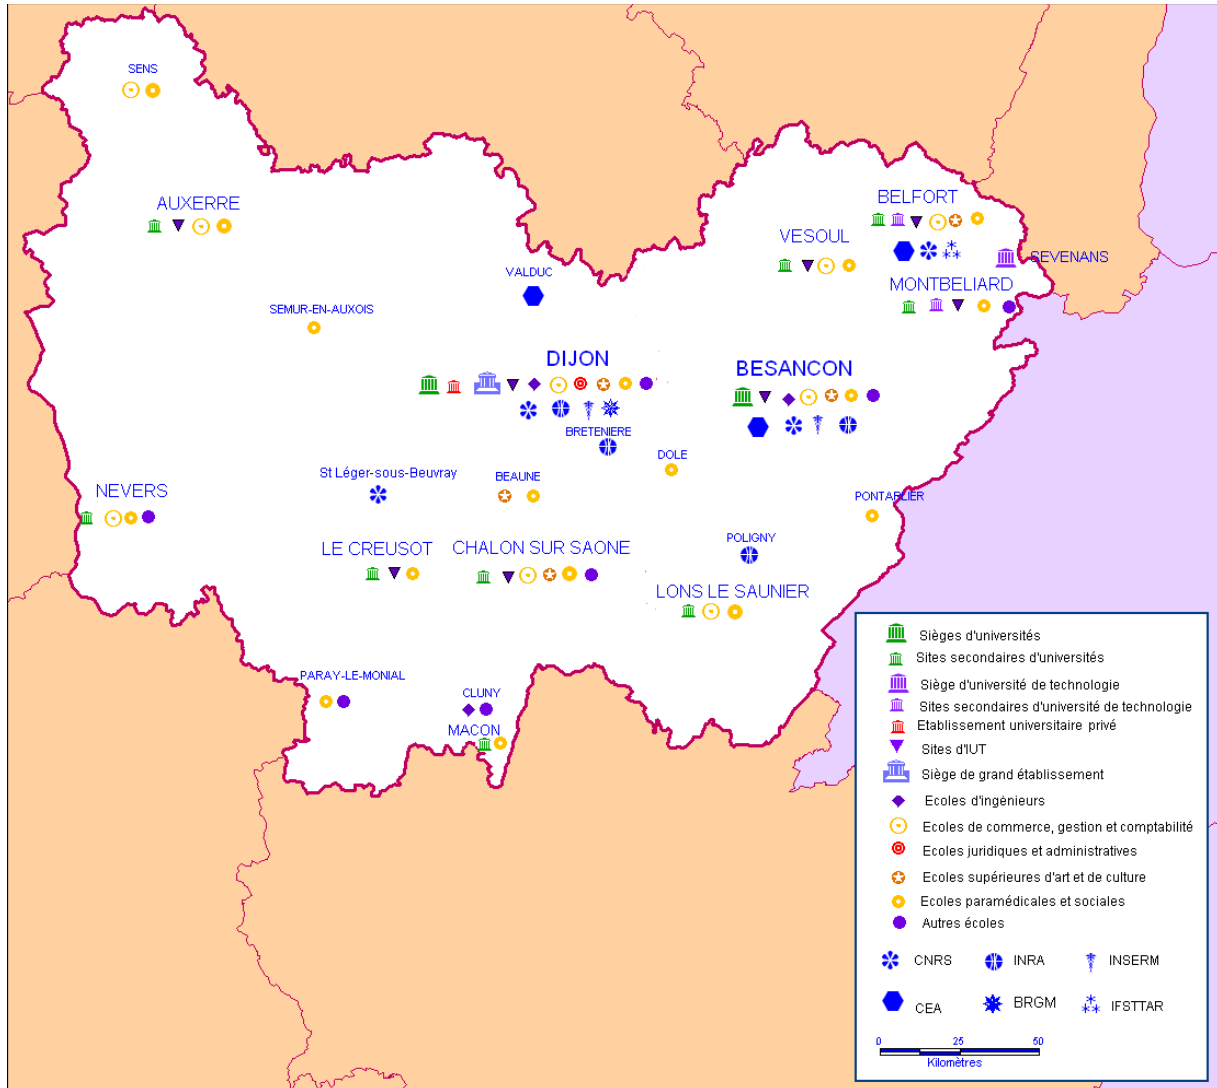 SENS
AUXERRE
BELFORT
VESOUL
SEVENANS
VALDUC
MONTBELIARD
SEMUR-EN-AUXOIS
DIJON
BESANCON
BRETENIERE
DOLE
St Léger-sous-Beuvray
BEAUNE
NEVERS
PONTARLIER
POLIGNY
LE CREUSOT
CHALON SUR SAONE
LONS LE SAUNIER
PARAY-LE-MONIAL
CLUNY
MACON
Sièges d'universités
Sites secondaires d'universités
Siège d'université de technologie
Sites secondaires d'université de technologie
Etablissement universitaire privé
Sites d'IUT
Siège de grand établissement
Ecoles d'ingènieurs
Ecoles de commerce, gestion et comptabilité
Ecoles juridiques et administratives
Ecoles supérieures d'art et de culture
Ecoles paramédicales et sociales
Autres écoles
CNRS INRA INSERM
CEA BRGM IFSTTAR
0 25 50
Kilomètres